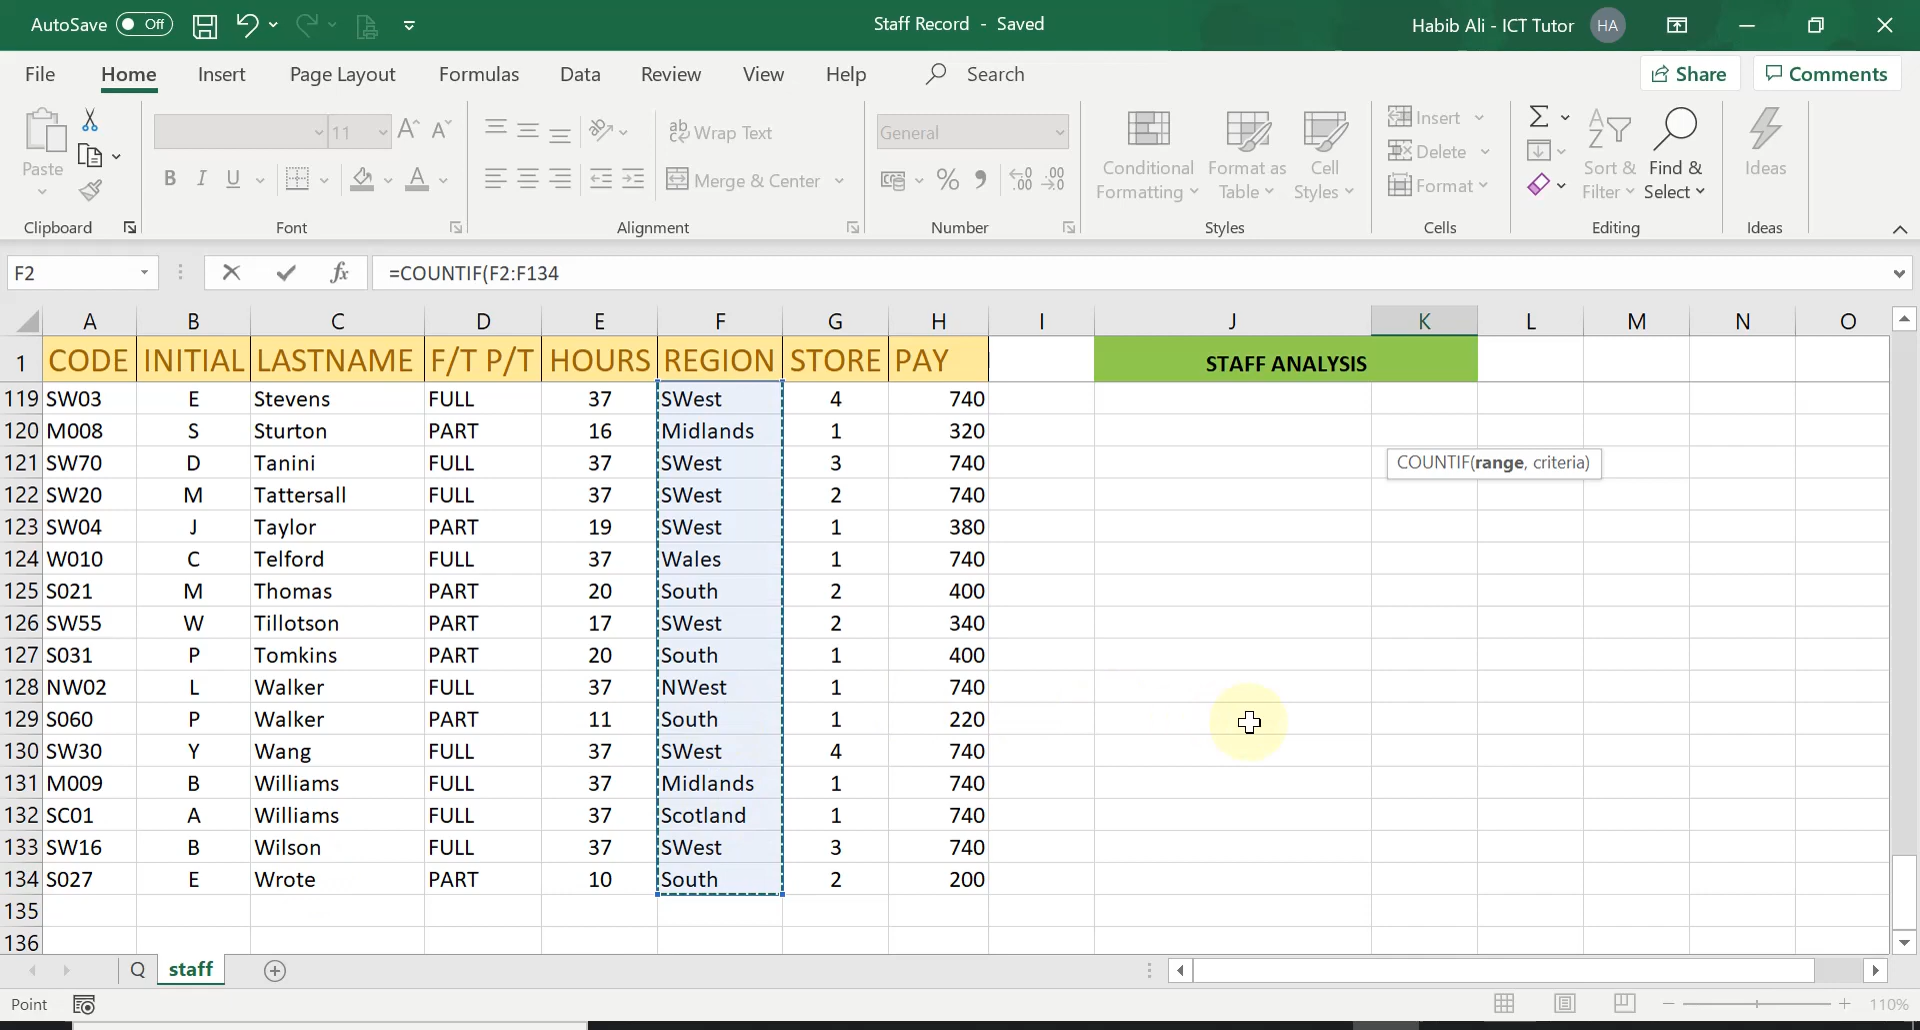 AutoSave Off Staff Record - Saved Habib Ali - ICT Tutor HA
File Home Insert Page Layout Formulas Data Review View Help Search Share Comments
11 Wrap Text General Insert
Paste Conditional Format as Cell Delete Sort & Find & Ideas
B I U Merge & Center % Formatting Table Styles Format Filter Select
Clipboard Font Alignment Number Styles Cells Editing Ideas
F2 fx =COUNTIF(F2:F134
A B C D E F G H I J K L M N O
1 CODE INITIAL LASTNAME F/T P/T HOURS REGION STORE PAY STAFF ANALYSIS
119 SW03 E Stevens FULL 37 SWest 4 740
120 M008 S Sturton PART 16 Midlands 1 320
121 SW70 D Tanini FULL 37 SWest 3 740 COUNTIF(range, criteria)
122 SW20 M Tattersall FULL 37 SWest 2 740
123 SW04 J Taylor PART 19 SWest 1 380
124 W010 C Telford FULL 37 Wales 1 740
125 S021 M Thomas PART 20 South 2 400
126 SW55 W Tillotson PART 17 SWest 2 340
127 S031 P Tomkins PART 20 South 1 400
128 NW02 L Walker FULL 37 NWest 1 740
129 S060 P Walker PART 11 South 1 220
130 SW30 Y Wang FULL 37 SWest 4 740
131 M009 B Williams FULL 37 Midlands 1 740
132 SC01 A Williams FULL 37 Scotland 1 740
133 SW16 B Wilson FULL 37 SWest 3 740
134 S027 E Wrote PART 10 South 2 200
135
136
Q staff
Point 110%